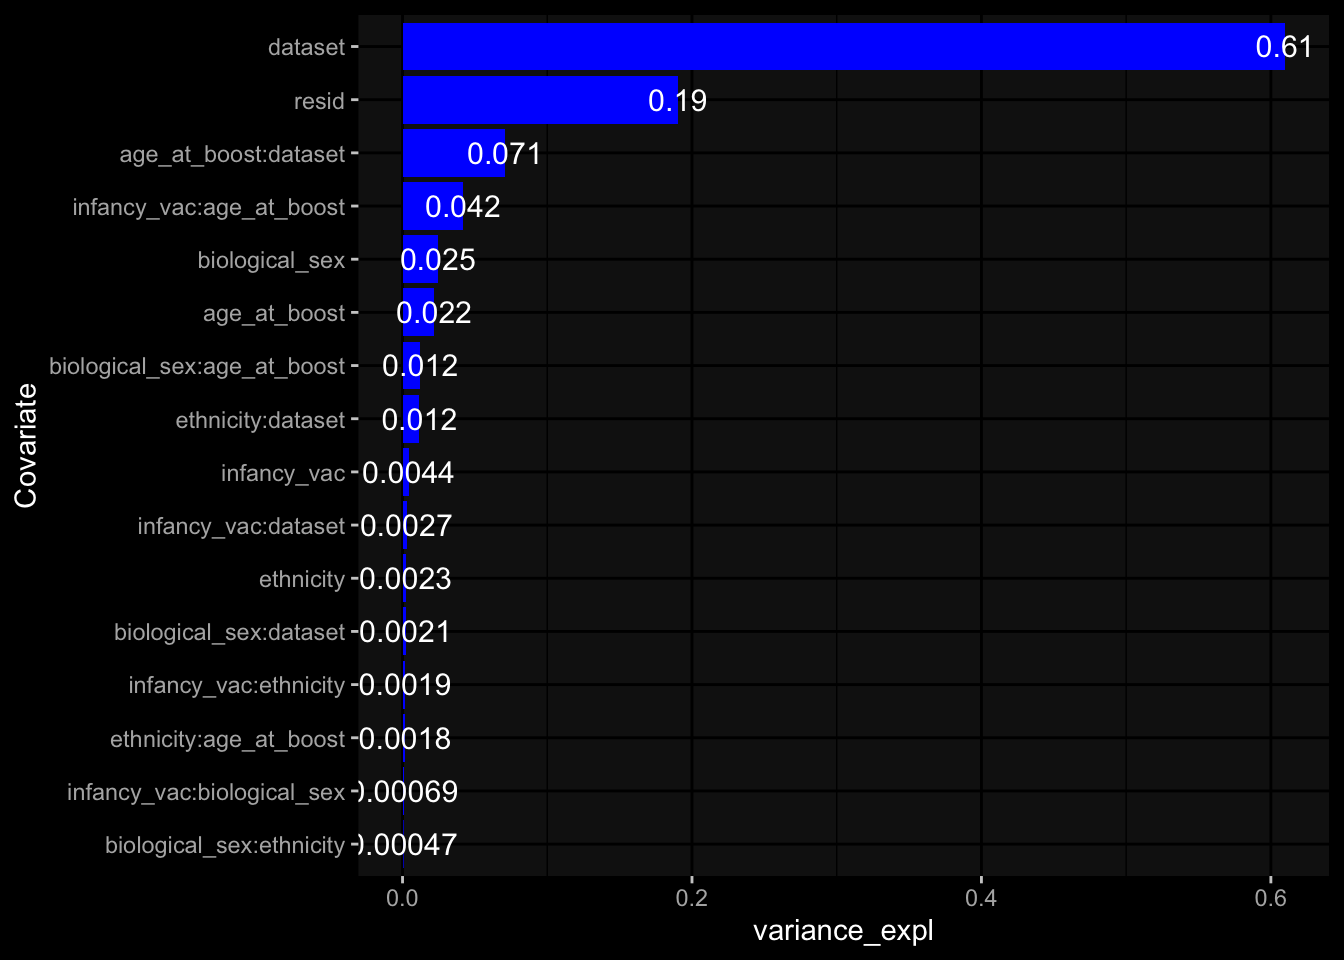 dataset 0.61
resid 0.19
age_at_boost:dataset 0.071
infancy_vac:age_at_boost 0.042
biological_sex 0.025
age_at_boost 0.022
biological_sex:age_at_boost 0.012
ethnicity:dataset 0.012
infancy_vac 0.0044
infancy_vac:dataset 0.0027
ethnicity 0.0023
biological_sex:dataset 0.0021
infancy_vac:ethnicity 0.0019
ethnicity:age_at_boost 0.0018
infancy_vac:biological_sex 0.00069
biological_sex:ethnicity 0.00047
Covariate
0.0 0.2 0.4 0.6
variance_expl